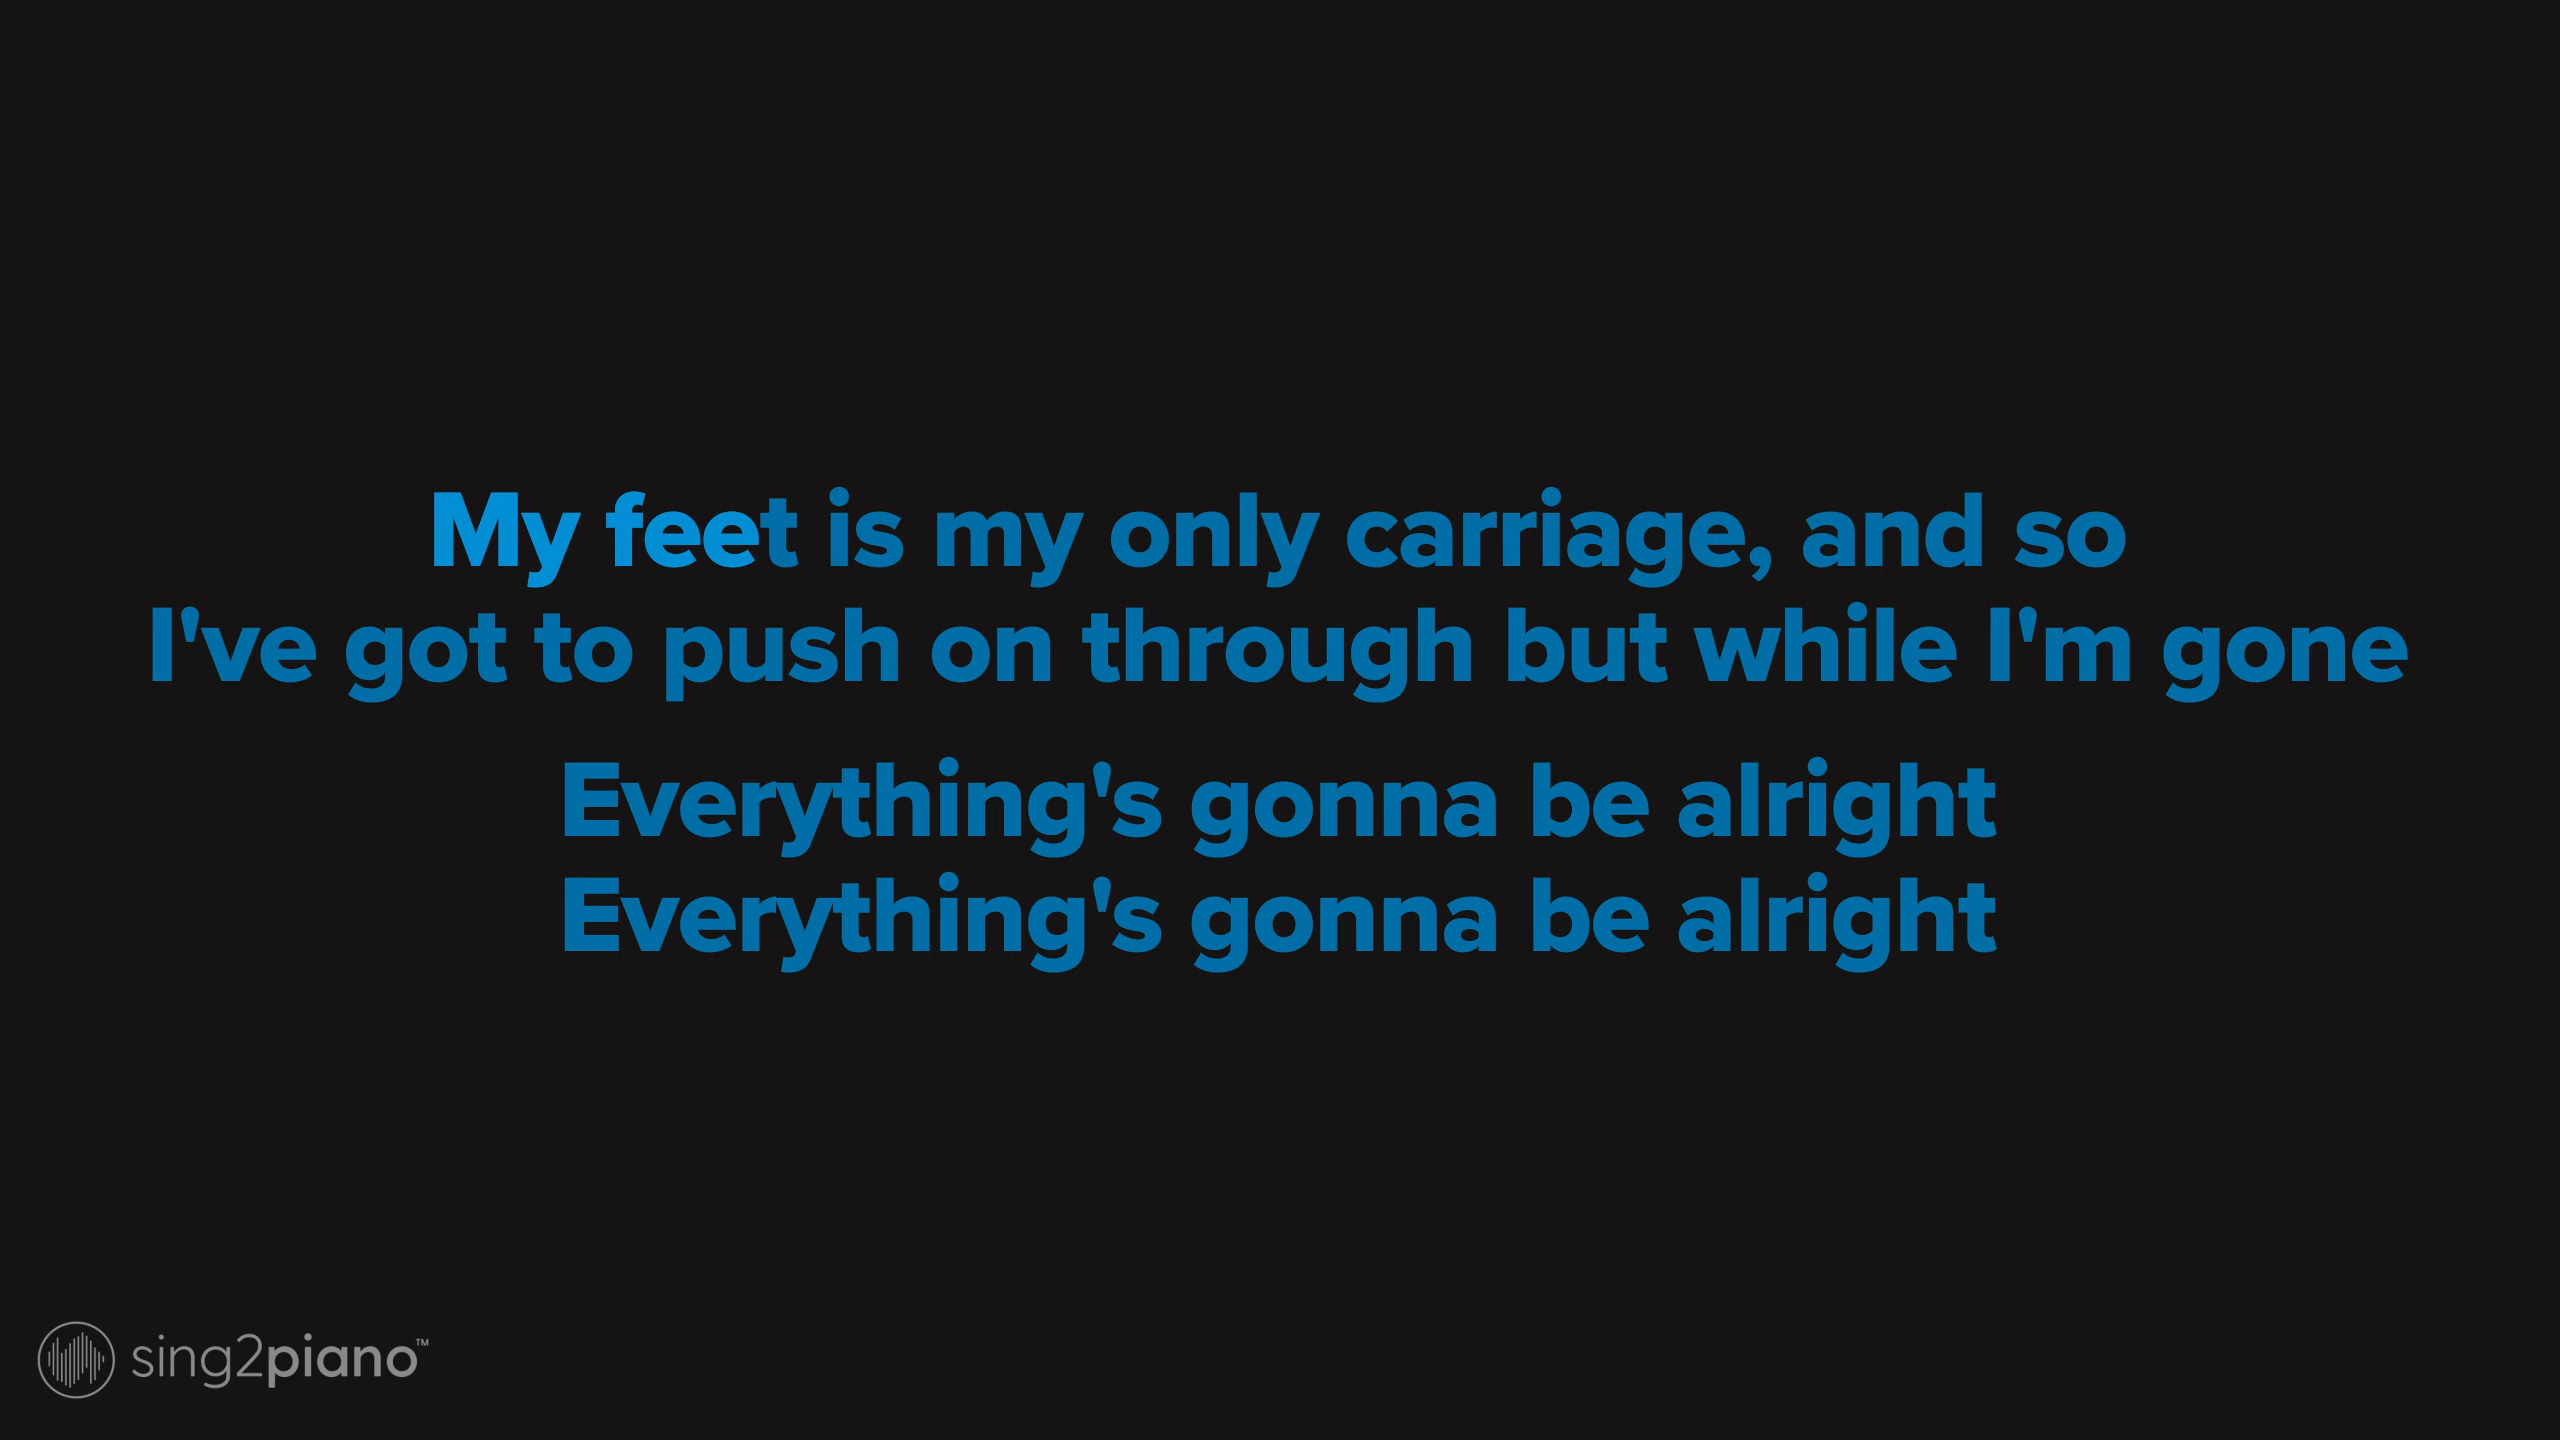 My feet is my only carriage, and so
I've got to push on through but while I'm gone
Everything's gonna be alright
Everything's gonna be alright
sing2piano™